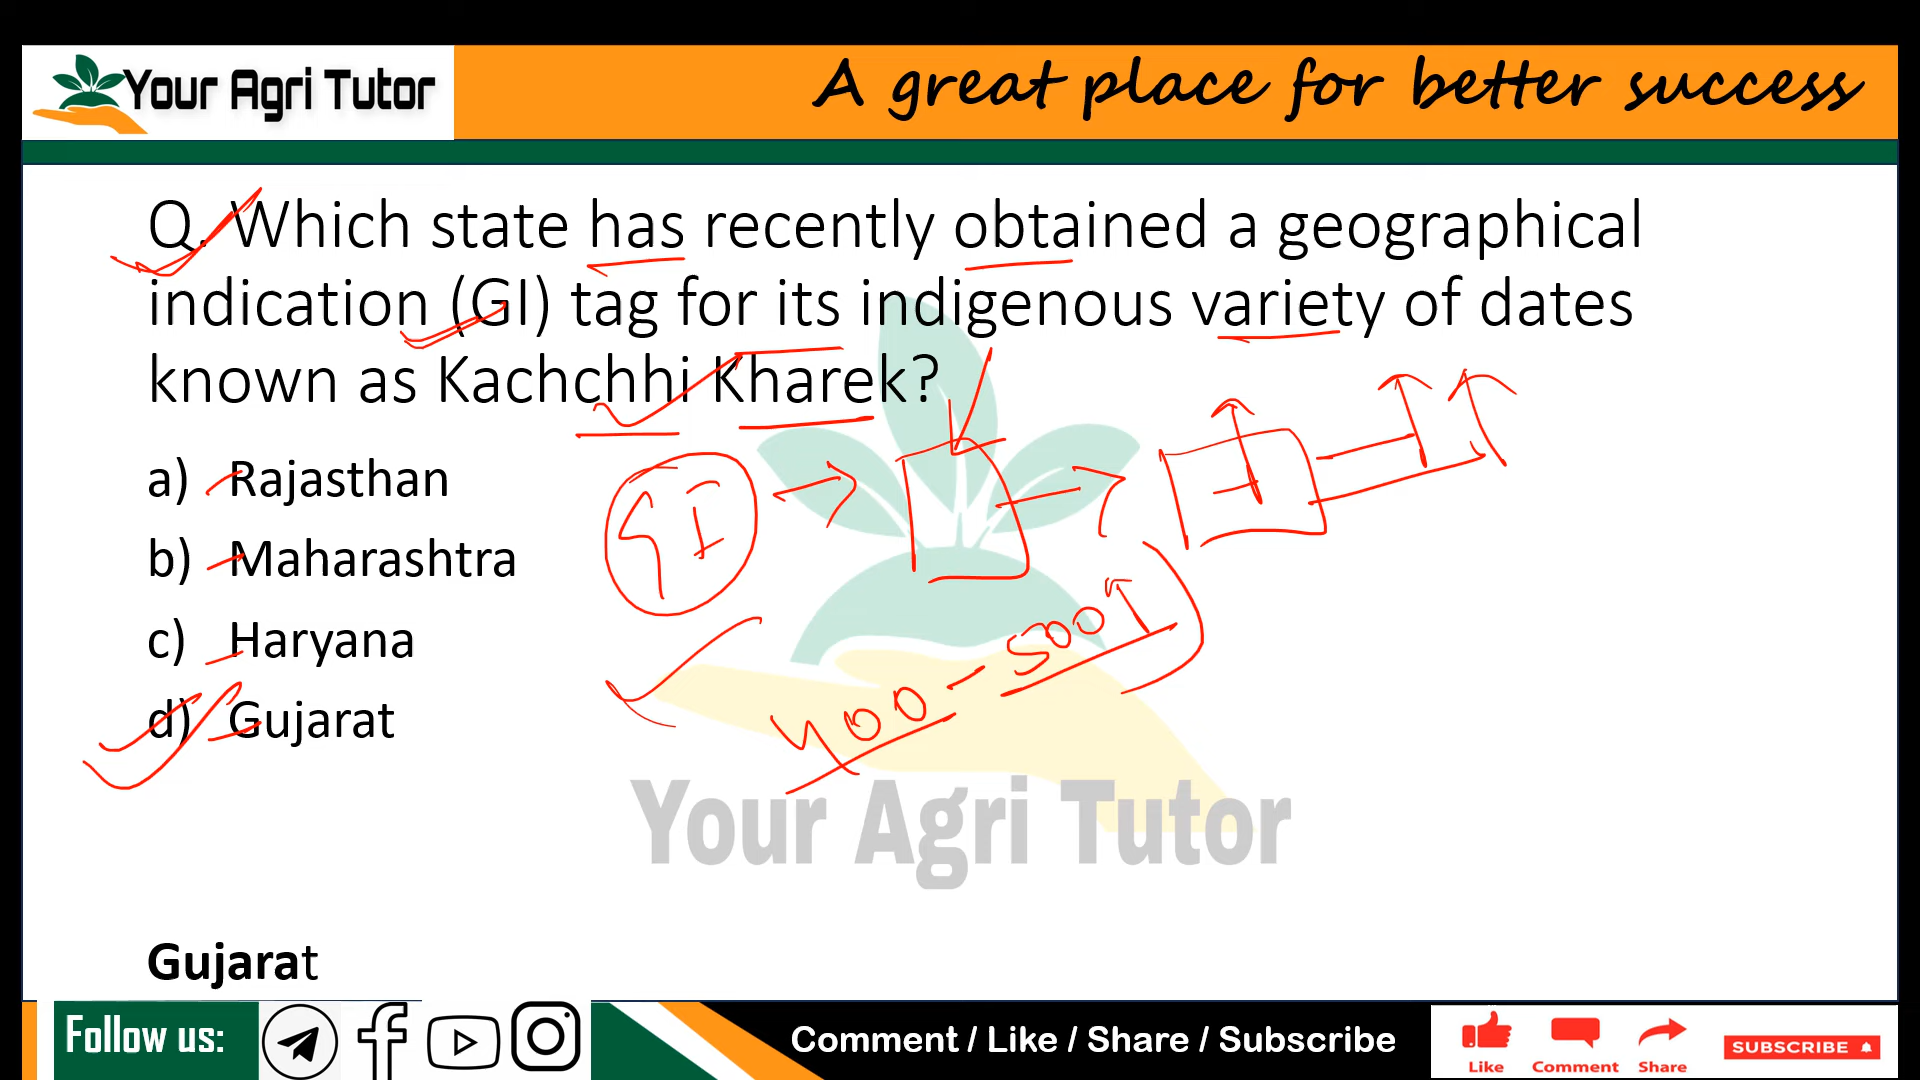 Your Agri Tutor
A great place for better success
Q. Which state has recently obtained a geographical
indication (GI) tag for its indigenous variety of dates
known as Kachchhi Kharek?
a) Rajasthan
b) Maharashtra
c) Haryana
d) Gujarat
GI
400 - 500
Your Agri Tutor
Gujarat
Follow us:
Comment / Like / Share / Subscribe
Like
Comment
Share
SUBSCRIBE